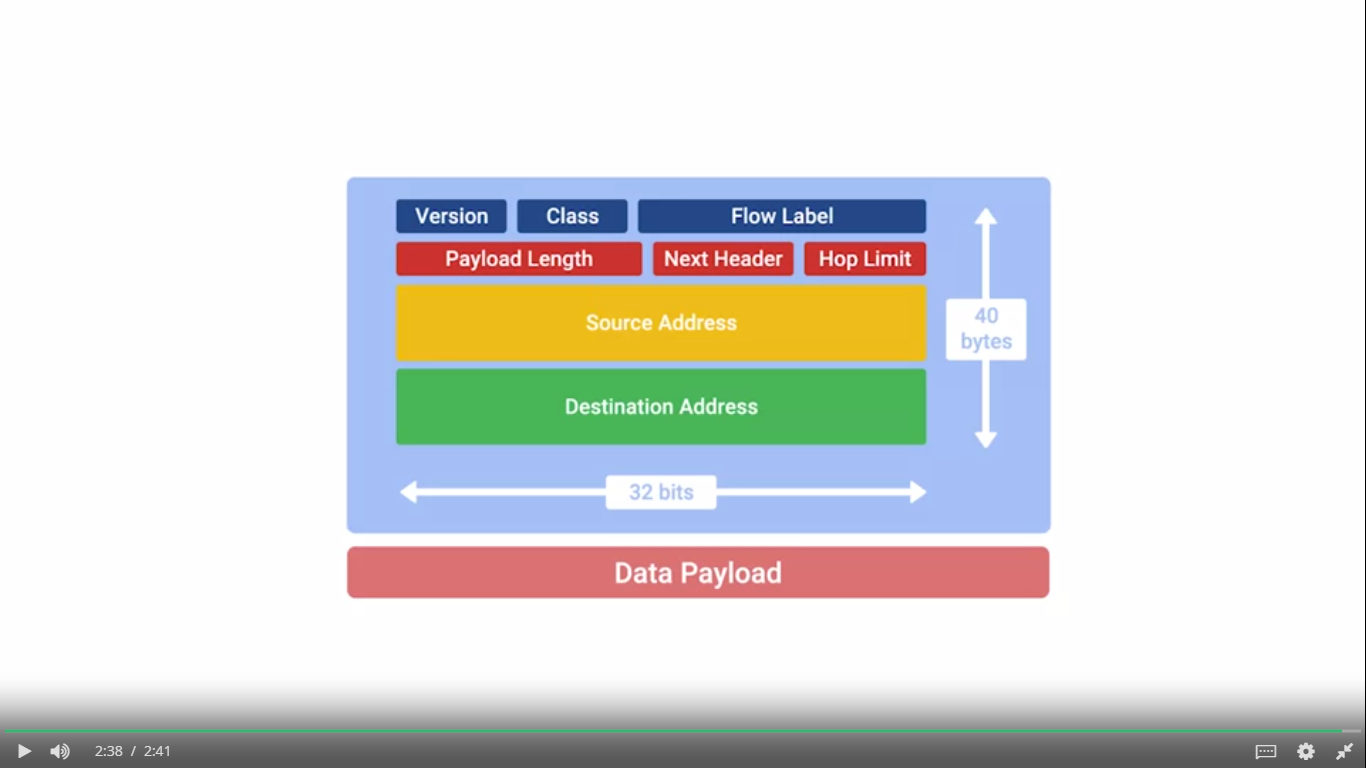 Version Class Flow Label
Payload Length Next Header Hop Limit
Source Address
40
bytes
Destination Address
32 bits
Data Payload
2:38 / 2:41